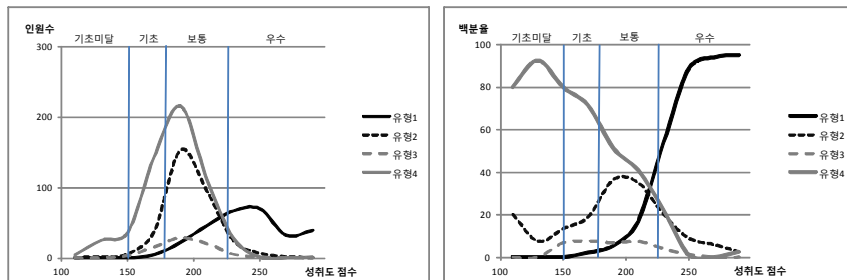 인원수
기초미달 기초 보통 우수
300
200
100
0
100 150 200 250
성취도 점수
유형1
유형2
유형3
유형4
백분율
기초미달 기초 보통 우수
100
80
60
40
20
0
100 150 200 250
성취도 점수
유형1
유형2
유형3
유형4